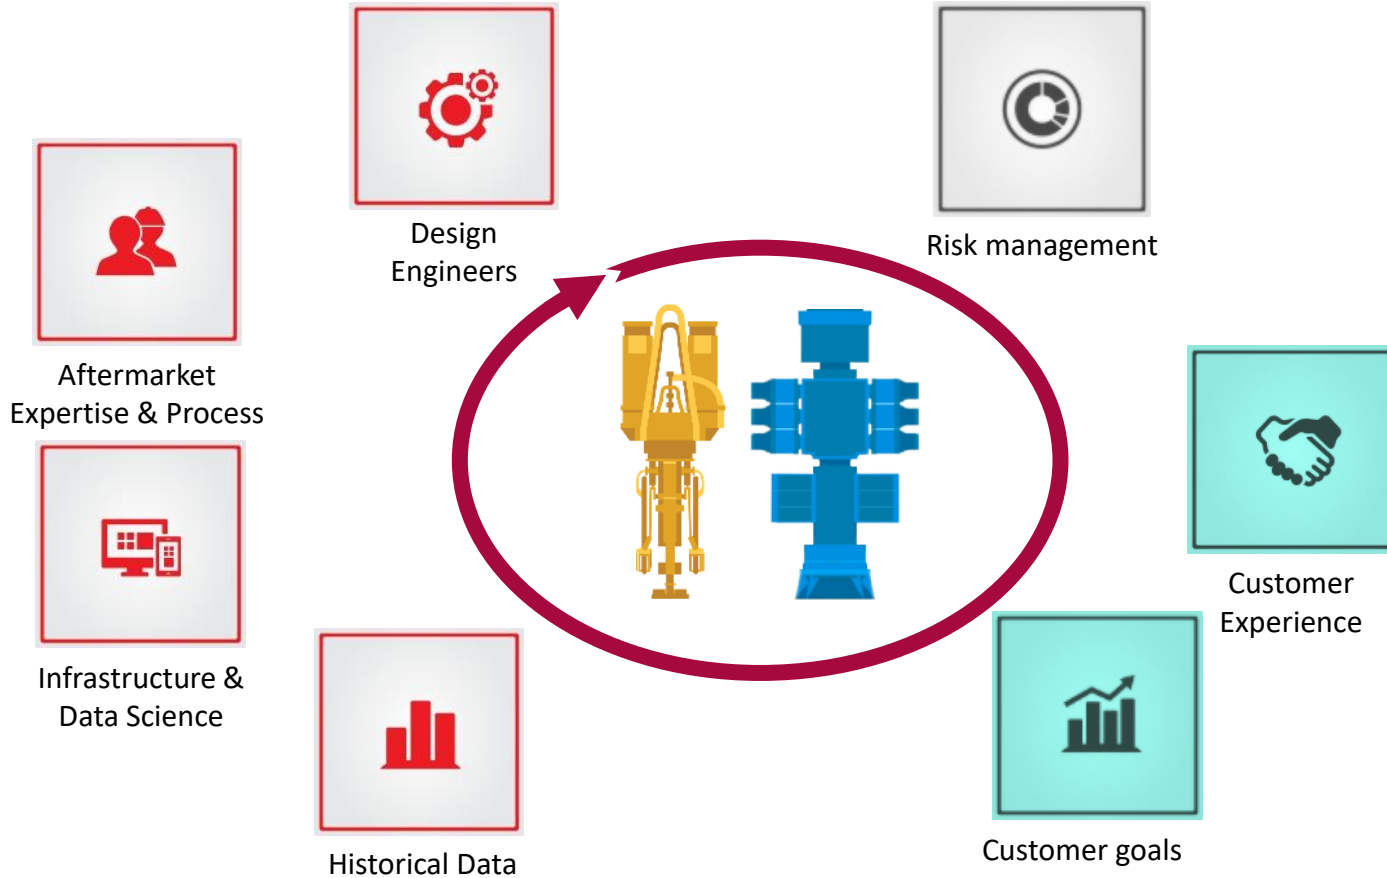 Design
Engineers
Risk management
Aftermarket
Expertise & Process
Customer
Experience
Infrastructure &
Data Science
Historical Data
Customer goals